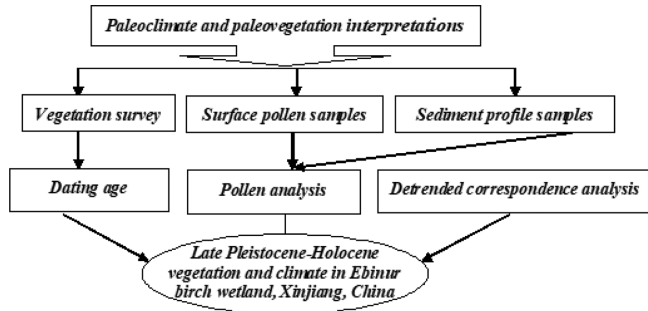 Paleoclimate and paleovegetation interpretations
Vegetation survey
Surface pollen samples
Sediment profile samples
Dating age
Pollen analysis
Detrended correspondence analysis
Late Pleistocene-Holocene
vegetation and climate in Ebinur
birch wetland, Xinjiang, China